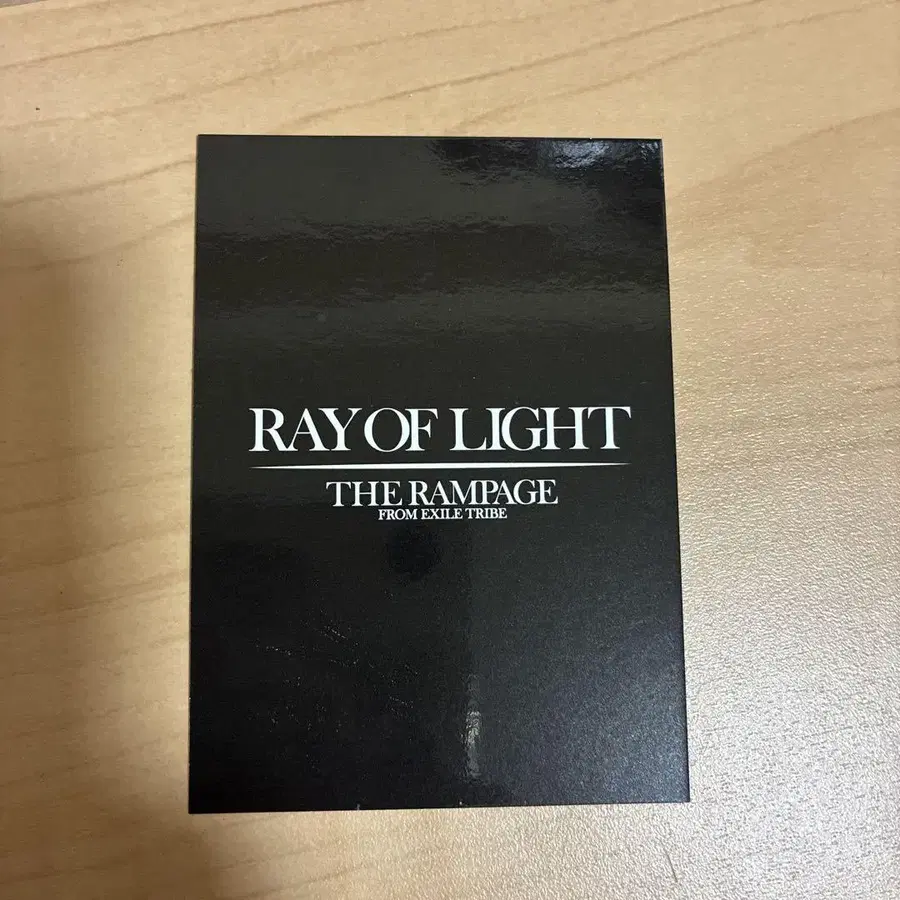 RAY OF LIGHT
THE RAMPAGE
FROM EXILE TRIBE